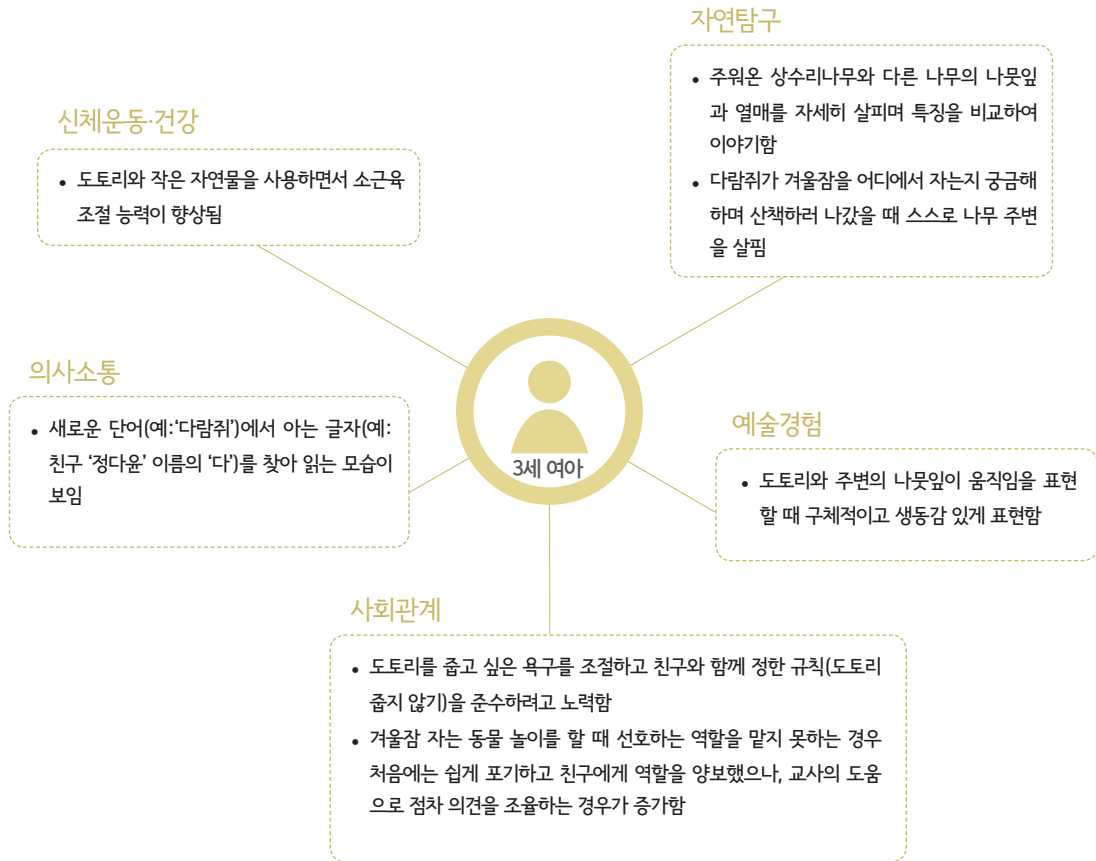 자연탐구
• 주워온 상수리나무와 다른 나무의 나뭇잎
과 열매를 자세히 살피며 특징을 비교하여
이야기함
• 다람쥐가 겨울잠을 어디에서 자는지 궁금해
하며 산책하러 나갔을 때 스스로 나무 주변
을 살핌
신체운동·건강
• 도토리와 작은 자연물을 사용하면서 소근육
조절 능력이 향상됨
의사소통
• 새로운 단어(예:‘다람쥐’)에서 아는 글자(예:
친구 ‘정다윤’ 이름의 ‘다’)를 찾아 읽는 모습이
보임
3세 여아
예술경험
• 도토리와 주변의 나뭇잎이 움직임을 표현
할 때 구체적이고 생동감 있게 표현함
사회관계
• 도토리를 줍고 싶은 욕구를 조절하고 친구와 함께 정한 규칙(도토리
줍지 않기)을 준수하려고 노력함
• 겨울잠 자는 동물 놀이를 할 때 선호하는 역할을 맡지 못하는 경우
처음에는 쉽게 포기하고 친구에게 역할을 양보했으나, 교사의 도움
으로 점차 의견을 조율하는 경우가 증가함